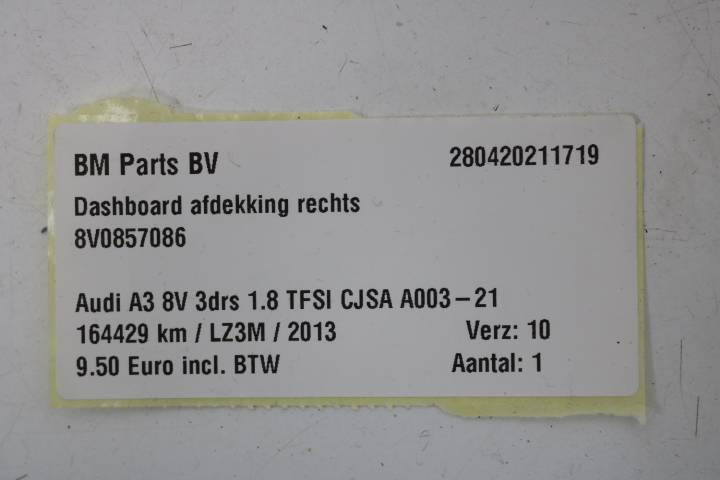 BM Parts BV 280420211719
Dashboard afdekking rechts
8V0857086
Audi A3 8V 3drs 1.8 TFSI CJSA A003-21
164429 km / LZ3M / 2013 Verz: 10
9.50 Euro incl. BTW Aantal: 1